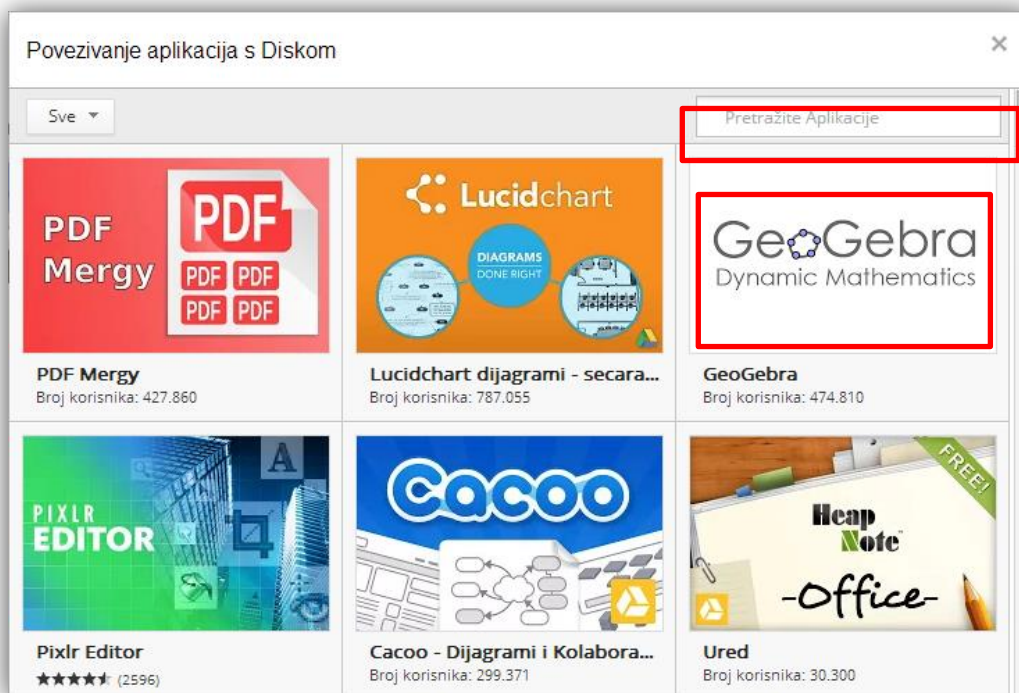 Povezivanje aplikacija s Diskom
×
Sve
Pretražite Aplikacije
PDF
Mergy
PDF
PDF PDF
PDF PDF
PDF Mergy
Broj korisnika: 427.860
Lucidchart
DIAGRAMS
DONE RIGHT
Lucidchart dijagrami - secara...
Broj korisnika: 787.055
GeoGebra
Dynamic Mathematics
GeoGebra
Broj korisnika: 474.810
PIXLR
EDITOR
A
Pixlr Editor
(2596)
Cacoo
Cacoo - Dijagrami i Kolabora...
Broj korisnika: 299.371
FREE!
Heap
Note™
-Office-
Ured
Broj korisnika: 30.300